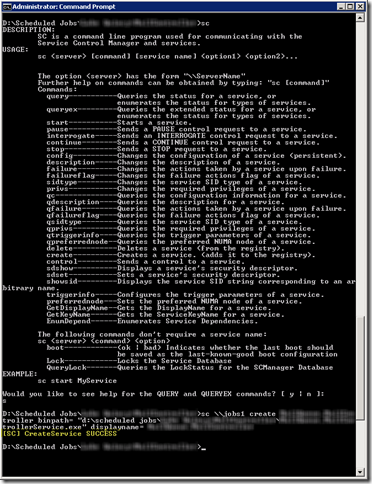 Administrator: Command Prompt
D:\Scheduled Jobs\sc
DESCRIPTION:
SC is a command line program used for communicating with the
Service Control Manager and services.
USAGE:
sc <server> [command] [service name] <option1> <option2>...
The option <server> has the form "\\ServerName"
Further help on commands can be obtained by typing: "sc [command]"
Commands:
query-----------Queries the status for a service, or
enumerates the status for types of services.
queryex---------Queries the extended status for a service, or
enumerates the status for types of services.
start-----------Starts a service.
pause-----------Sends a PAUSE control request to a service.
interrogate-----Sends an INTERROGATE control request to a service.
continue--------Sends a CONTINUE control request to a service.
stop------------Sends a STOP request to a service.
config----------Changes the configuration of a service (persistent).
description-----Changes the description of a service.
failure---------Changes the actions taken by a service upon failure.
failureflag-----Changes the failure actions flag of a service.
sidtype---------Changes the service SID type of a service.
privs-----------Changes the required privileges of a service.
qc--------------Queries the configuration information for a service.
qdescription----Queries the description for a service.
qfailure--------Queries the actions taken by a service upon failure.
qfailureflag----Queries the failure actions flag of a service.
qsidtype--------Queries the service SID type of a service.
qprivs----------Queries the required privileges of a service.
qtriggerinfo----Queries the trigger parameters of a service.
qpreferrednode--Queries the preferred NUMA node of a service.
delete----------Deletes a service (from the registry).
create----------Creates a service. (adds it to the registry).
control---------Sends a control to a service.
sdshow----------Displays a service's security descriptor.
sdset-----------Sets a service's security descriptor.
showsid---------Displays the service SID string corresponding to an ar
bitrary name.
triggerinfo-----Configures the trigger parameters of a service.
preferrednode---Sets the preferred NUMA node of a service.
GetDisplayName--Gets the DisplayName for a service.
GetKeyName------Gets the ServiceKeyName for a service.
EnumDepend------Enumerates Service Dependencies.
The following commands don't require a service name:
sc <server> <command> <option>
boot------------(ok | bad) Indicates whether the last boot should
be saved as the last-known-good boot configuration
Lock------------Locks the Service Database
QueryLock-------Queries the LockStatus for the SCManager Database
EXAMPLE:
sc start MyService
Would you like to see help for the QUERY and QUERYEX commands? [ y | n ]:
D:\Scheduled Jobs\sc \\jobs1 create
troller binpath= "d:\scheduled jobs\
trollerService.exe" displayname=
[SC] CreateService SUCCESS
D:\Scheduled Jobs\>_